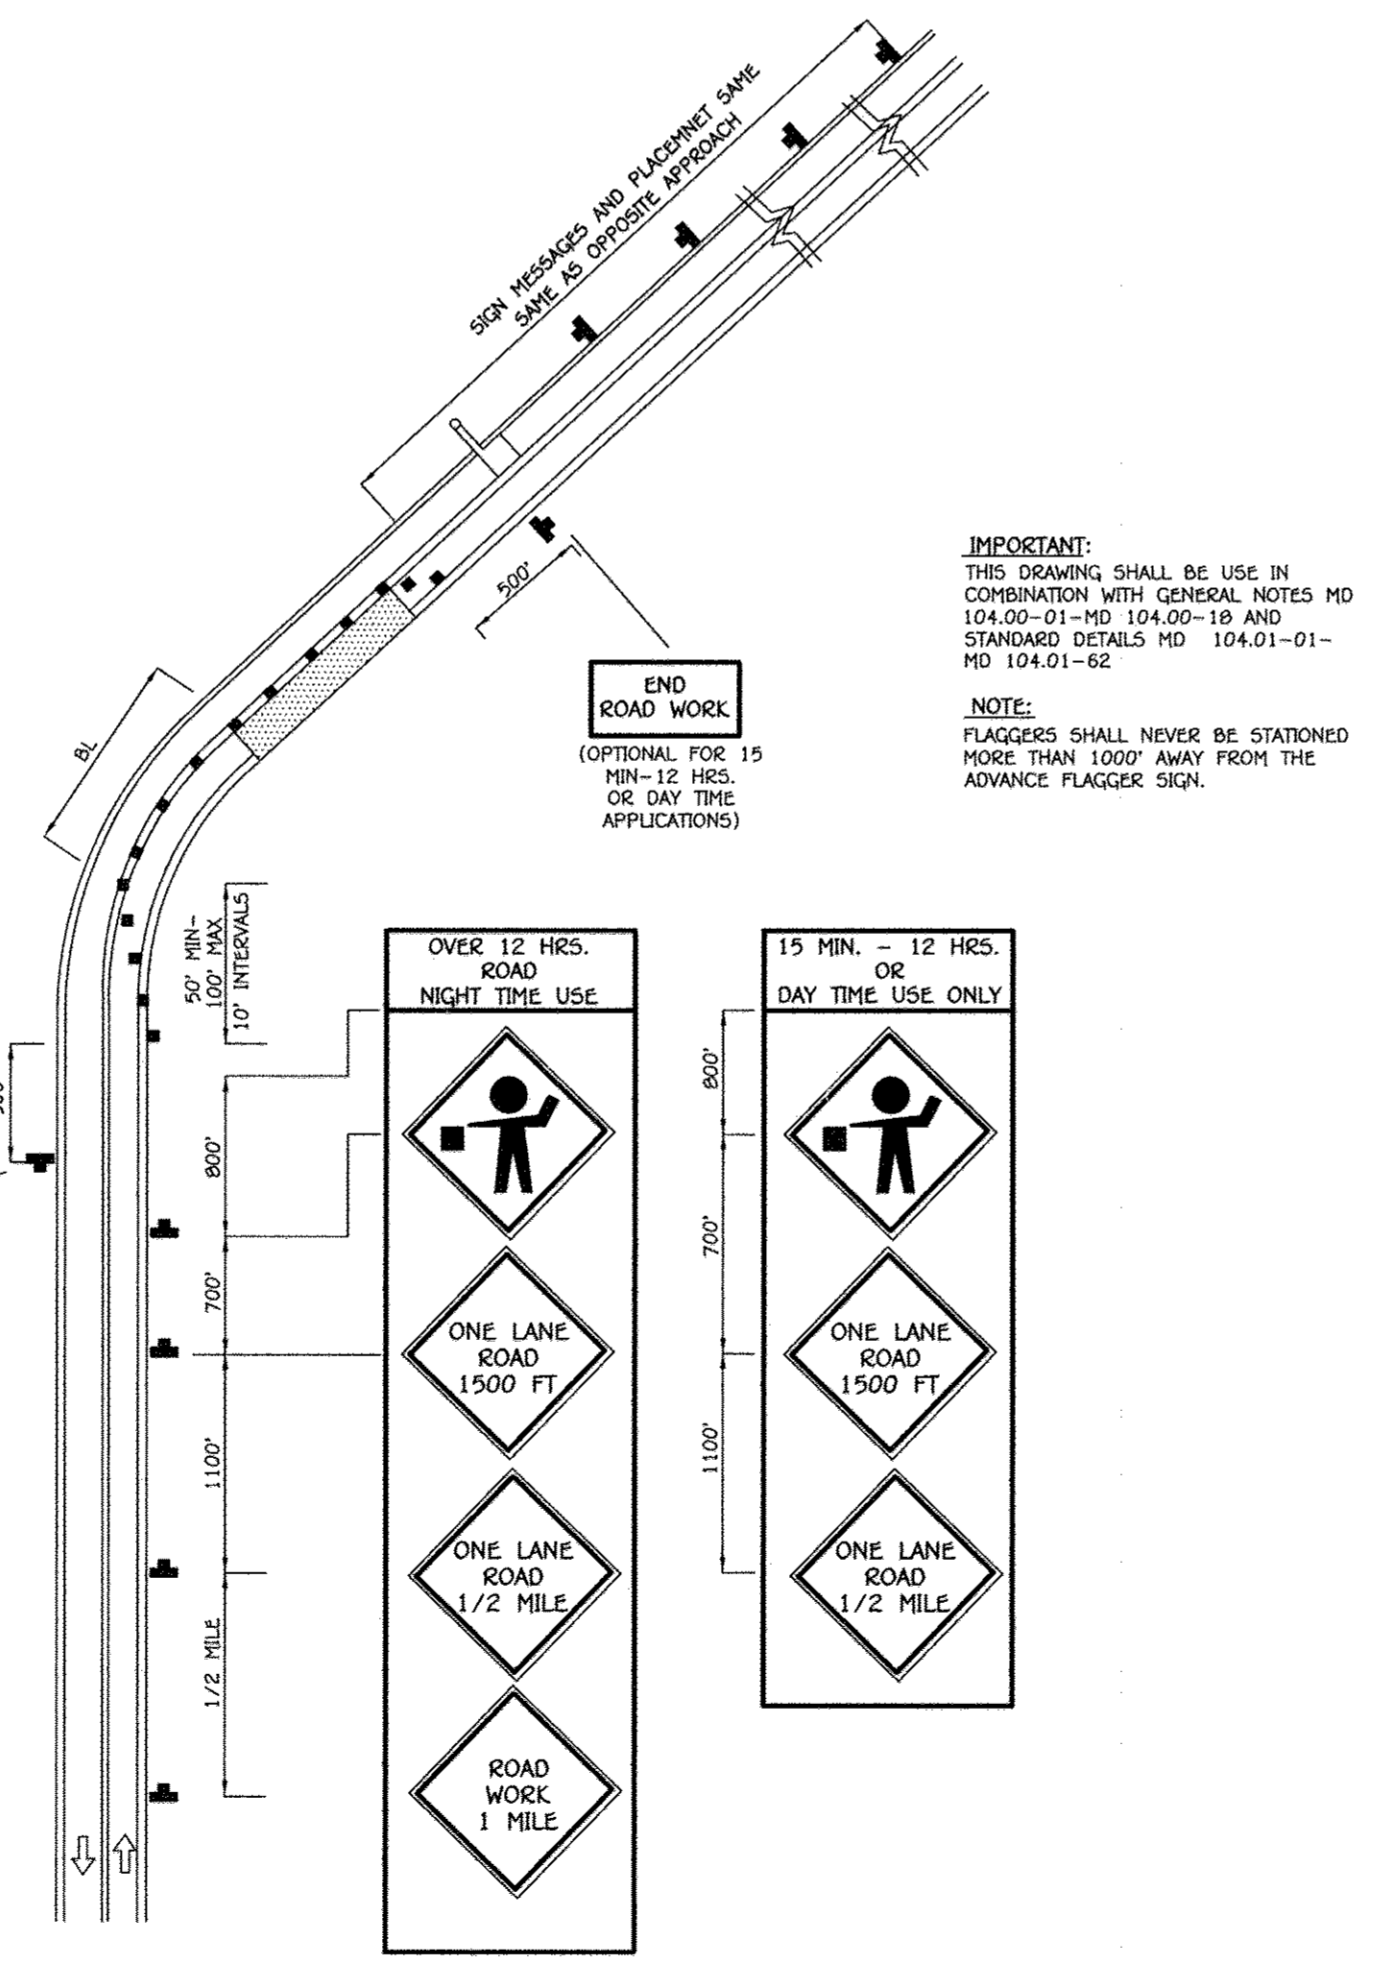 SIGN MESSAGES AND PLACEMNET SAME
SAME AS OPPOSITE APPROACH
500'
END
ROAD WORK
(OPTIONAL FOR 15
MIN-12 HRS.
OR DAY TIME
APPLICATIONS)
IMPORTANT:
THIS DRAWING SHALL BE USE IN
COMBINATION WITH GENERAL NOTES MD
104.00-01-MD 104.00-18 AND
STANDARD DETAILS MD 104.01-01-
MD 104.01-62
NOTE:
FLAGGERS SHALL NEVER BE STATIONED
MORE THAN 1000' AWAY FROM THE
ADVANCE FLAGGER SIGN.
BL
50' MIN-
100' MAX
10' INTERVALS
800'
700'
1100'
1/2 MILE
OVER 12 HRS.
ROAD
NIGHT TIME USE
ONE LANE
ROAD
1500 FT
ONE LANE
ROAD
1/2 MILE
ROAD
WORK
1 MILE
800'
700'
1100'
15 MIN. - 12 HRS.
OR
DAY TIME USE ONLY
ONE LANE
ROAD
1500 FT
ONE LANE
ROAD
1/2 MILE